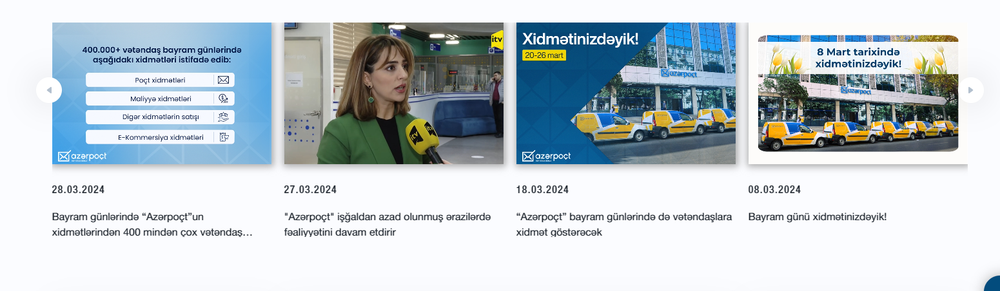 400.000+ vətəndaş bayram günlərində
aşağıdakı xidmətləri istifadə edib:
Poçt xidmətləri
Maliyyə xidmətləri
Digər xidmətlərin satışı
E-Kommersiya xidmətləri
azərpoçt
itv
itv
itv
Xidmətinizdəyik!
20-26 mart
azərpoçt
azərpoçt
8 Mart tarixində
xidmətinizdəyik!
azərpoçt
28.03.2024
Bayram günlərində “Azərpoçt”un
xidmətlərindən 400 mindən çox vətəndaş...
27.03.2024
"Azərpoçt" işğaldan azad olunmuş ərazilərdə
fəaliyyətini davam etdirir
18.03.2024
“Azərpoçt” bayram günlərində də vətəndaşlara
xidmət göstərəcək
08.03.2024
Bayram günü xidmətinizdəyik!